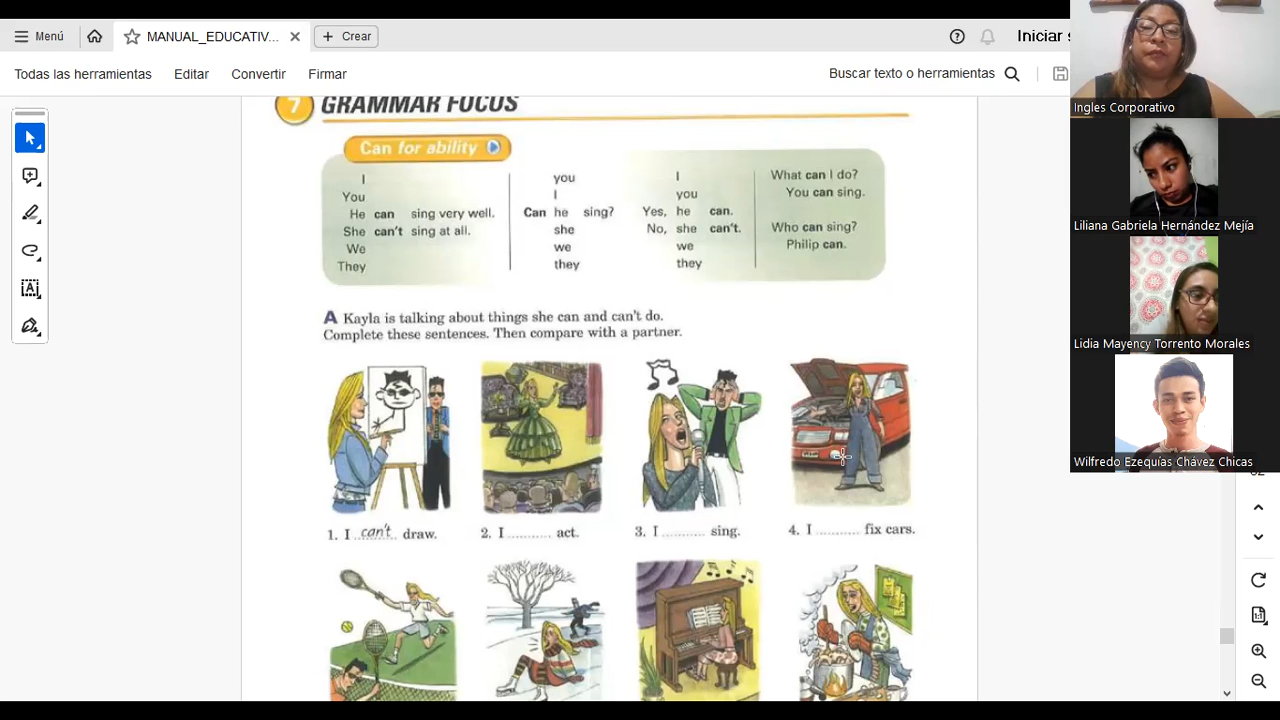 Menú
MANUAL_EDUCATIV...
Crear
Iniciar s
Todas las herramientas
Editar
Convertir
Firmar
Buscar texto o herramientas
7 GRAMMAR FOCUS
Can for ability
I
You
He can sing very well.
She can't sing at all.
We
They
you
I
Can he sing?
she
we
they
I
you
Yes, he can.
No, she can't.
we
they
What can I do?
You can sing.
Who can sing?
Philip can.
A Kayla is talking about things she can and can't do.
Complete these sentences. Then compare with a partner.
1. I can't draw.
2. I .......... act.
3. I .......... sing.
4. I .......... fix cars.
Ingles Corporativo
Liliana Gabriela Hernández Mejía
Lidia Mayency Torrento Morales
Wilfredo Ezequías Chávez Chicas